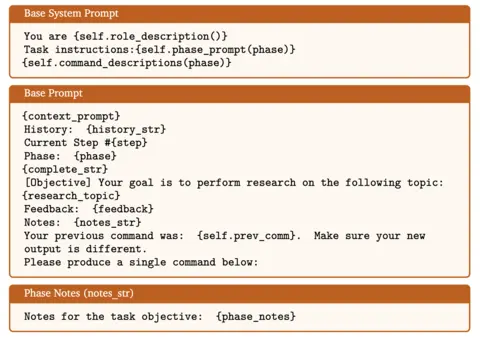 Base System Prompt
You are {self.role_description()}
Task instructions:{self.phase_prompt(phase)}
{self.command_descriptions(phase)}
Base Prompt
{context_prompt}
History: {history_str}
Current Step #{step}
Phase: {phase}
{complete_str}
[Objective] Your goal is to perform research on the following topic:
{research_topic}
Feedback: {feedback}
Notes: {notes_str}
Your previous command was: {self.prev_comm}. Make sure your new
output is different.
Please produce a single command below:
Phase Notes (notes_str)
Notes for the task objective: {phase_notes}